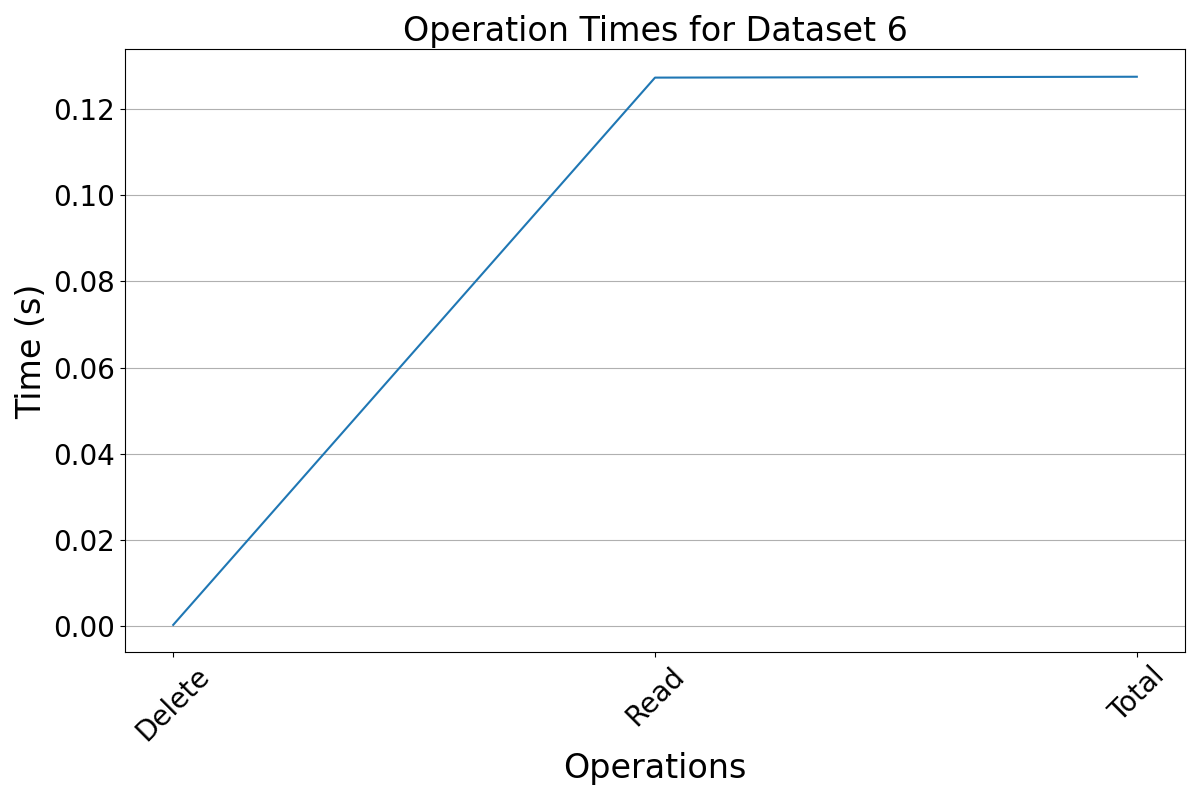 Operation Times for Dataset 6
Time (s)
0.12
0.10
0.08
0.06
0.04
0.02
0.00
Delete
Read
Total
Operations